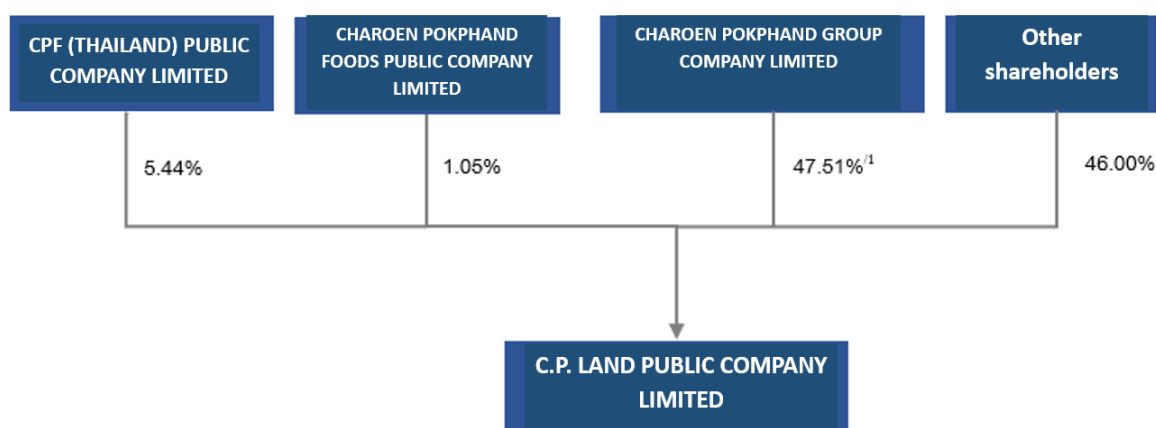 CPF (THAILAND) PUBLIC
COMPANY LIMITED
CHAROEN POKPHAND
FOODS PUBLIC COMPANY
LIMITED
CHAROEN POKPHAND GROUP
COMPANY LIMITED
Other
shareholders
5.44%
1.05%
47.51%/1
46.00%
C.P. LAND PUBLIC COMPANY
LIMITED